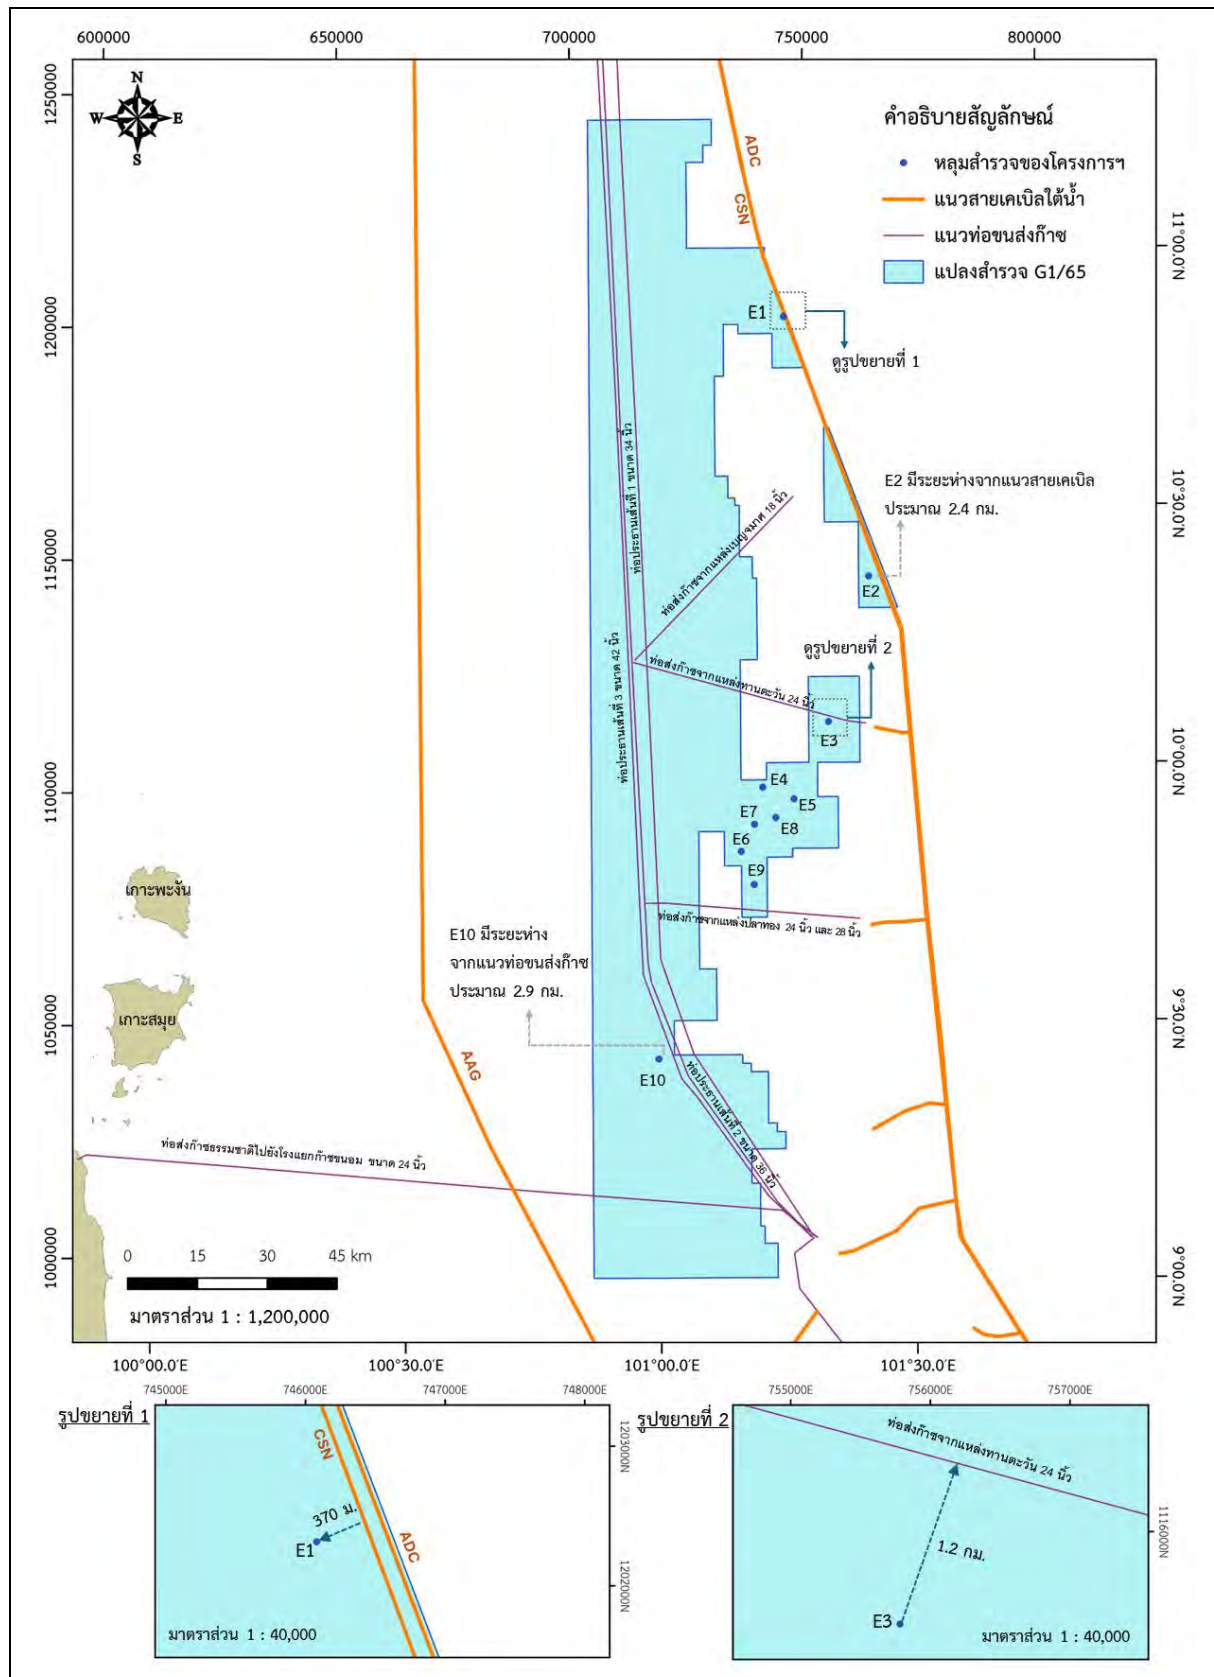 600000
650000
700000
750000
800000
1250000
1200000
1150000
1100000
1050000
1000000
N
W
E
S
คำอธิบายสัญลักษณ์
หลุมสำรวจของโครงการฯ
แนวสายเคเบิลใต้น้ำ
แนวท่อขนส่งก๊าซ
แปลงสำรวจ G1/65
ADC
CSN
11°00.0'N
10°30.0'N
10°00.0'N
9°30.0'N
9°00.0'N
E1
ดูรูปขยายที่ 1
ท่อประธานเส้นที่ 1 ขนาด 34 นิ้ว
E2 มีระยะห่างจากแนวสายเคเบิล
ประมาณ 2.4 กม.
ท่อส่งก๊าซจากแหล่งเบญจมาศ 18 นิ้ว
E2
ดูรูปขยายที่ 2
ท่อส่งก๊าซจากแหล่งทานตะวัน 24 นิ้ว
ท่อประธานเส้นที่ 3 ขนาด 42 นิ้ว
E3
E4
E5
E7
E8
E6
E9
เกาะพะงัน
ท่อส่งก๊าซจากแหล่งปลาทอง 24 นิ้ว และ 28 นิ้ว
E10 มีระยะห่าง
จากแนวท่อขนส่งก๊าซ
ประมาณ 2.9 กม.
เกาะสมุย
AAG
E10
ท่อประธานเส้นที่ 2 ขนาด 36 นิ้ว
ท่อส่งก๊าซธรรมชาติไปยังโรงแยกก๊าซขนอม ขนาด 24 นิ้ว
0 15 30 45 km
มาตราส่วน 1 : 1,200,000
100°00.0'E
100°30.0'E
101°00.0'E
101°30.0'E
รูปขยายที่ 1
745000E
746000E
747000E
748000E
1203000N
1202000N
CSN
ADC
370 ม.
E1
มาตราส่วน 1 : 40,000
รูปขยายที่ 2
755000E
756000E
757000E
1116000N
ท่อส่งก๊าซจากแหล่งทานตะวัน 24 นิ้ว
1.2 กม.
E3
มาตราส่วน 1 : 40,000